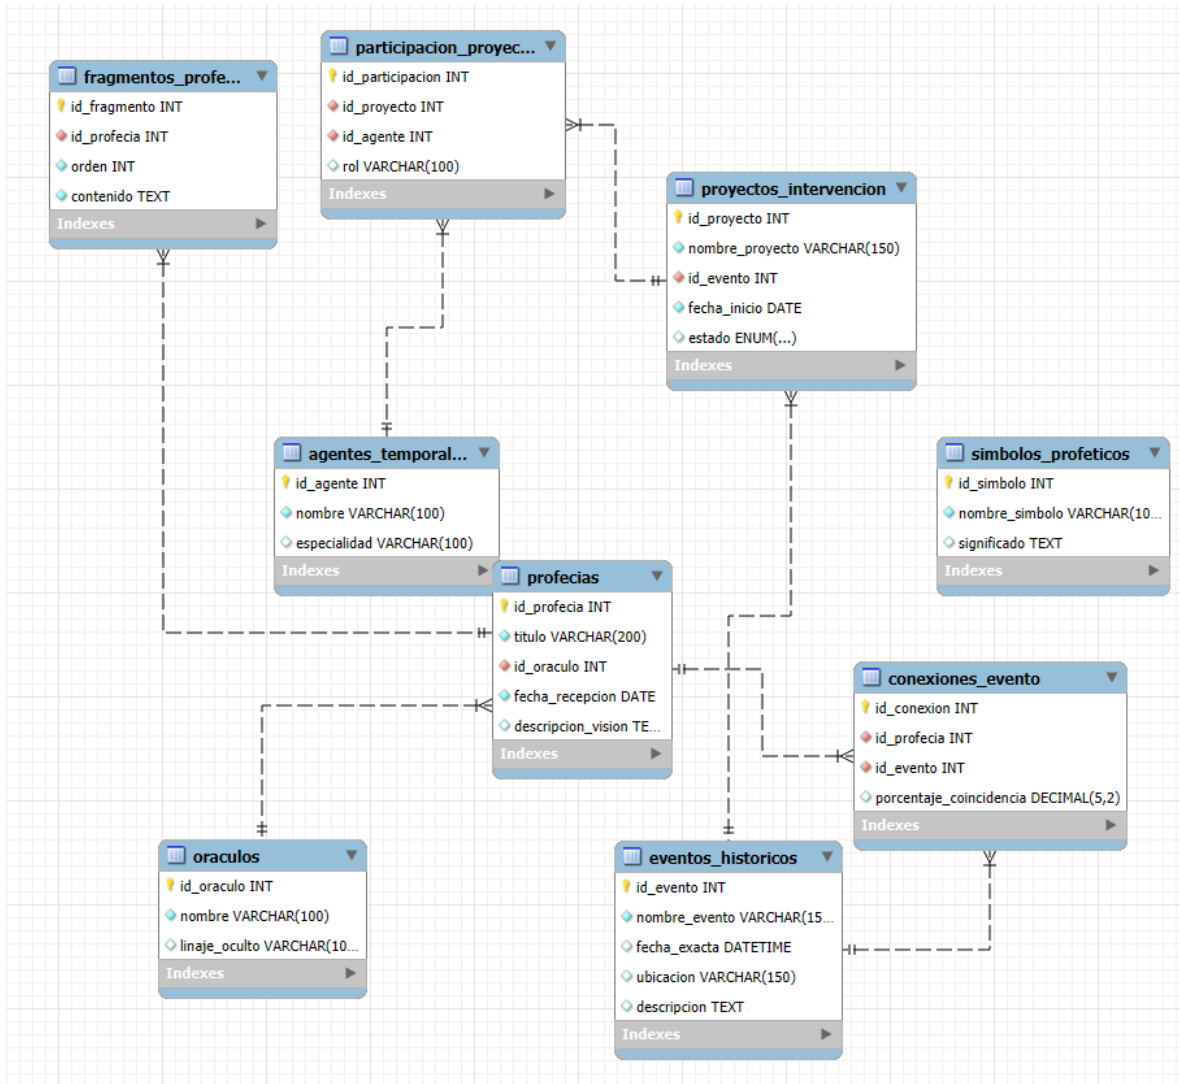 fragmentos_profe...
id_fragmento INT
id_profecia INT
orden INT
contenido TEXT
Indexes
participacion_proyec...
id_participacion INT
id_proyecto INT
id_agente INT
rol VARCHAR(100)
Indexes
proyectos_intervencion
id_proyecto INT
nombre_proyecto VARCHAR(150)
id_evento INT
fecha_inicio DATE
estado ENUM(...)
Indexes
agentes_temporal...
id_agente INT
nombre VARCHAR(100)
especialidad VARCHAR(100)
Indexes
simbolos_profeticos
id_simbolo INT
nombre_simbolo VARCHAR(10...
significado TEXT
Indexes
profecias
id_profecia INT
titulo VARCHAR(200)
id_oraculo INT
fecha_recepcion DATE
descripcion_vision TE...
Indexes
conexiones_evento
id_conexion INT
id_profecia INT
id_evento INT
porcentaje_coincidencia DECIMAL(5,2)
Indexes
oraculos
id_oraculo INT
nombre VARCHAR(100)
linaje_oculto VARCHAR(10...
Indexes
eventos_historicos
id_evento INT
nombre_evento VARCHAR(15...
fecha_exacta DATETIME
ubicacion VARCHAR(150)
descripcion TEXT
Indexes